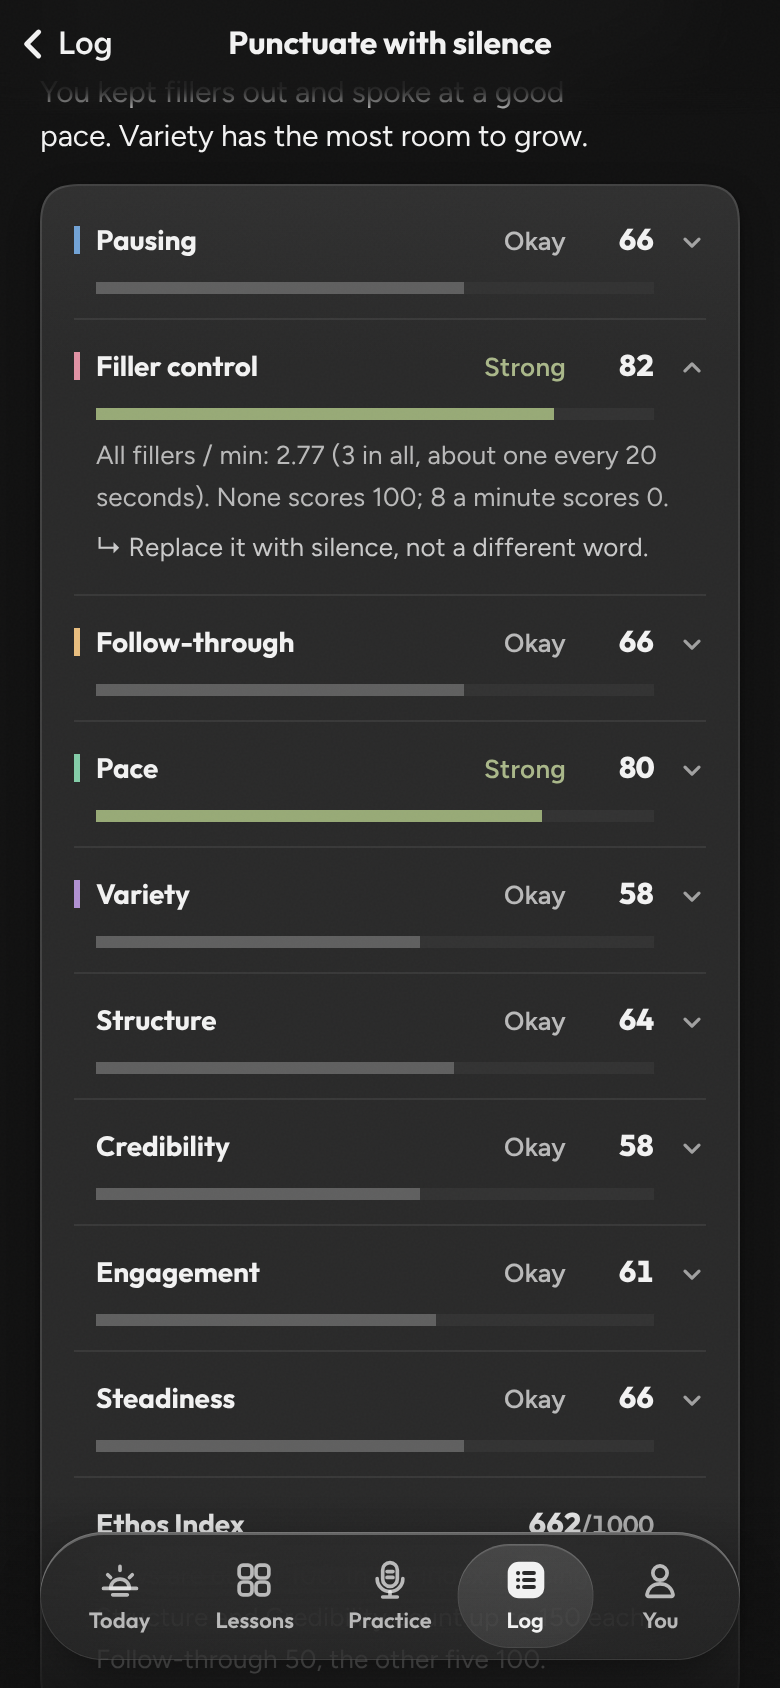 Log
Punctuate with silence
You kept fillers out and spoke at a good
pace. Variety has the most room to grow.
Pausing Okay 66
Filler control Strong 82
All fillers / min: 2.77 (3 in all, about one every 20
seconds). None scores 100; 8 a minute scores 0.
↳ Replace it with silence, not a different word.
Follow-through Okay 66
Pace Strong 80
Variety Okay 58
Structure Okay 64
Credibility Okay 58
Engagement Okay 61
Steadiness Okay 66
Ethos Index 662/1000
Today Lessons Practice Log You
Follow-through 50, the other five 100.